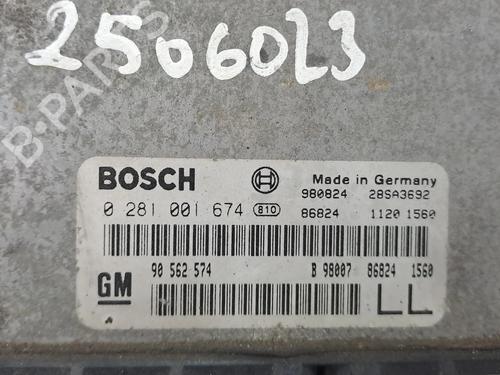 2506023
B-PARTS
BOSCH
Made in Germany
980824 28SA3692
0 281 001 674 810 86824 1120 1560
90 562 574 B 98007 86824 1560
GM
LL